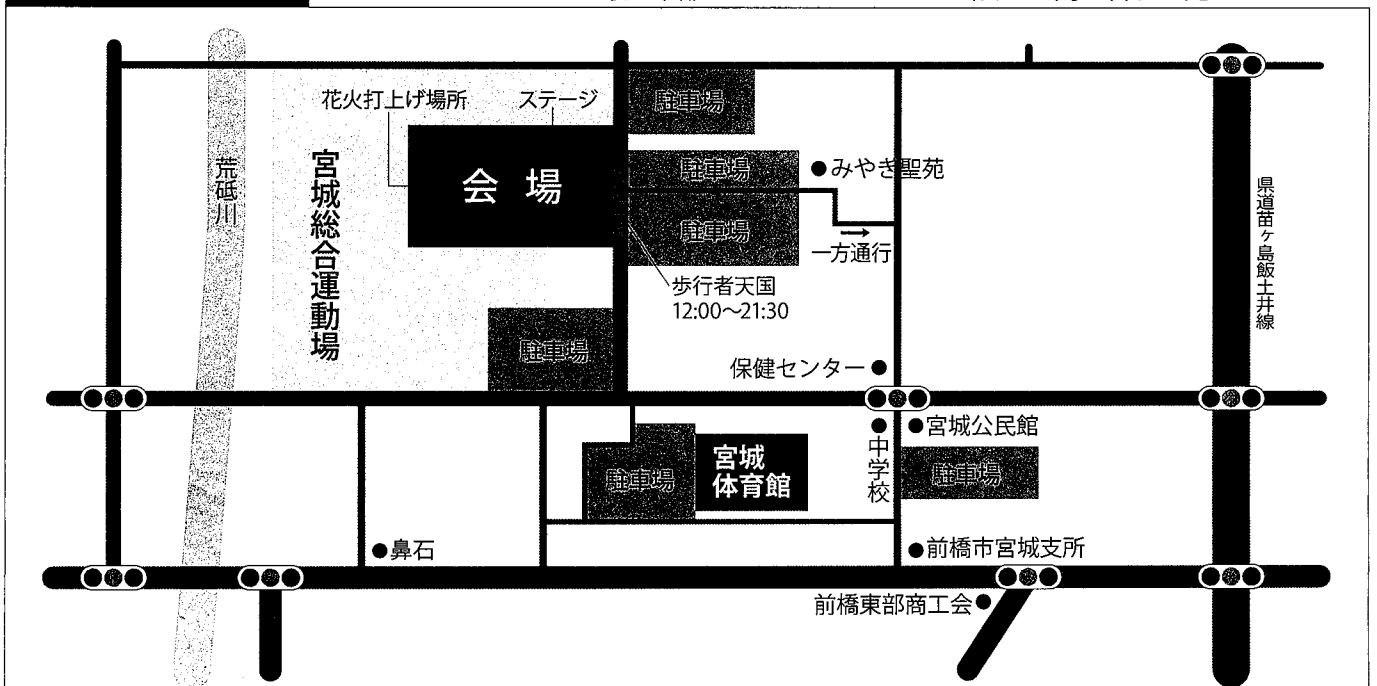 花火打上げ場所
ステージ
駐車場
荒砥川
宮城総合運動場
会 場
駐車場
みやぎ聖苑
県道苗ヶ島飯土井線
駐車場
一方通行
歩行者天国
12:00〜21:30
駐車場
保健センター
宮城公民館
宮城
体育館
駐車場
中学校
駐車場
鼻石
前橋市宮城支所
前橋東部商工会